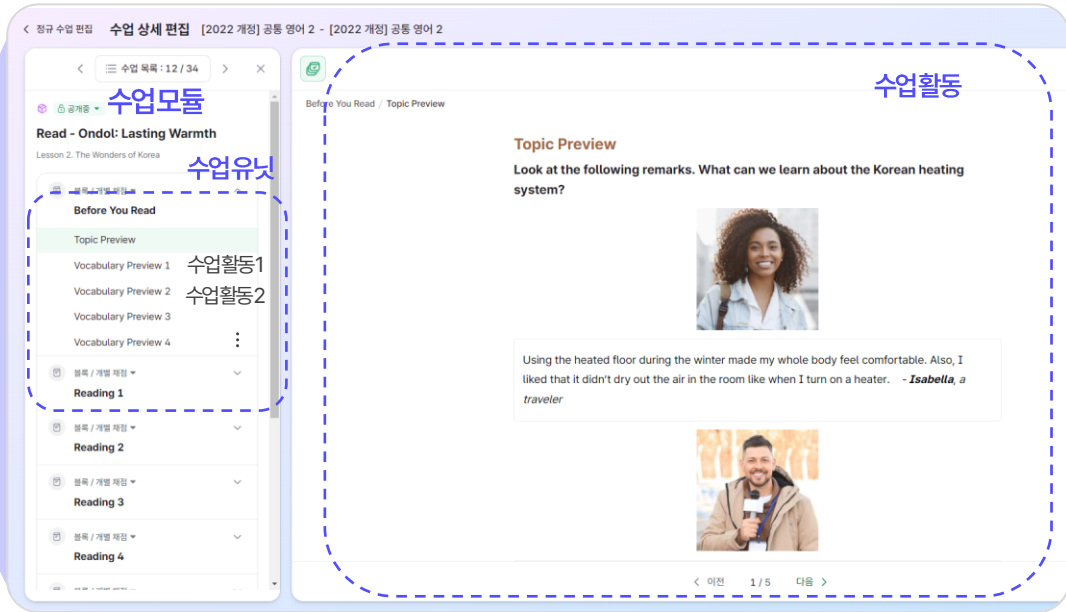 정규 수업 편집 수업 상세 편집 [2022 개정] 공통 영어 2 - [2022 개정] 공통 영어 2
수업 목록 : 12 / 34
공개중 수업모듈
Read - Ondol: Lasting Warmth
Lesson 2. The Wonders of Korea
수업유닛
블록 / 개별 채점
Before You Read
Topic Preview
Vocabulary Preview 1 수업활동1
Vocabulary Preview 2 수업활동2
Vocabulary Preview 3
Vocabulary Preview 4
블록 / 개별 채점
Reading 1
블록 / 개별 채점
Reading 2
블록 / 개별 채점
Reading 3
블록 / 개별 채점
Reading 4
수업활동
Before You Read / Topic Preview
Topic Preview
Look at the following remarks. What can we learn about the Korean heating
system?
Using the heated floor during the winter made my whole body feel comfortable. Also, I
liked that it didn't dry out the air in the room like when I turn on a heater. - Isabella, a
traveler
이전 1 / 5 다음